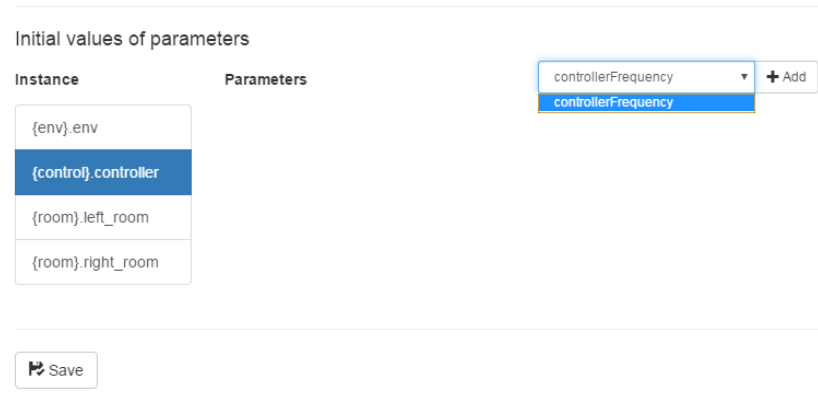 Initial values of parameters
Instance Parameters controllerFrequency Add
controllerFrequency
{env}.env
{control}.controller
{room}.left_room
{room}.right_room
Save